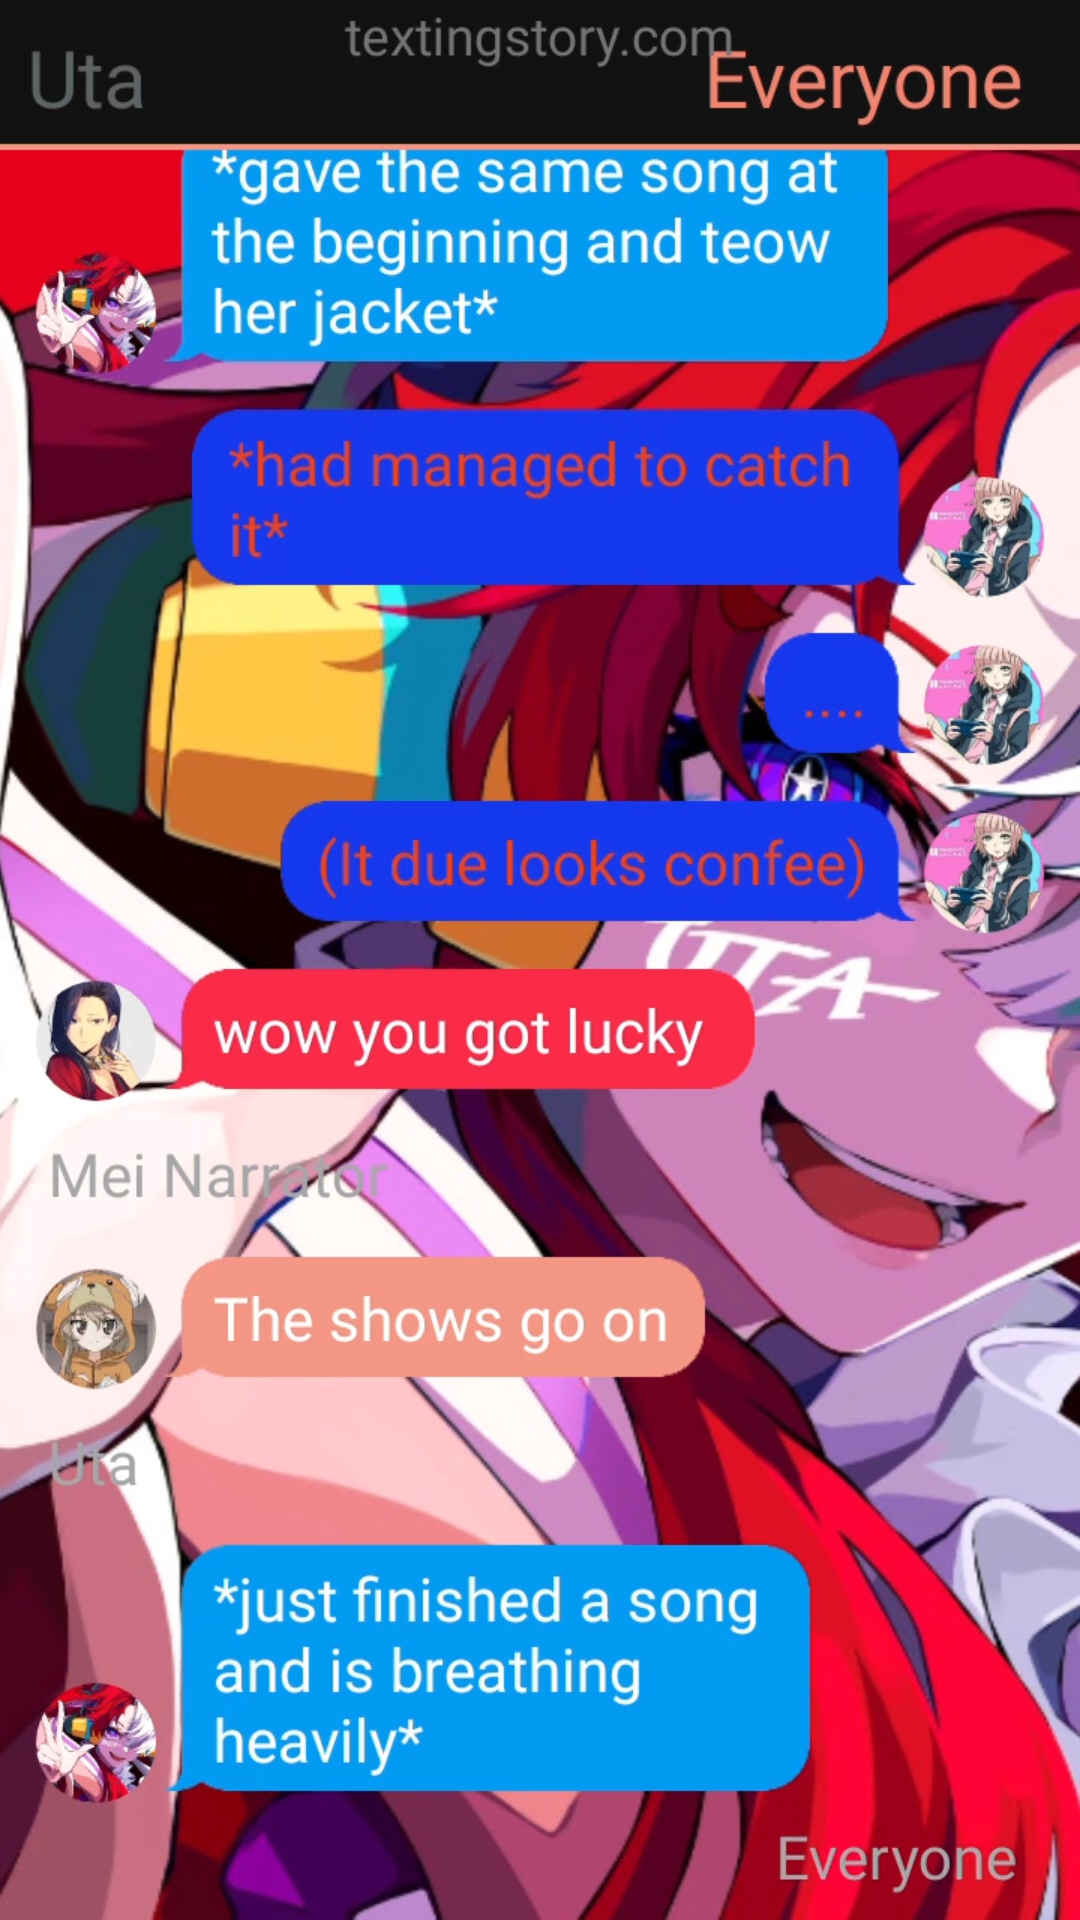 textingstory.com
Uta
Everyone
*gave the same song at
the beginning and teow
her jacket*
*had managed to catch
it*
....
(It due looks confee)
UTA
wow you got lucky
Mei Narrator
The shows go on
Uta
*just finished a song
and is breathing
heavily*
Everyone